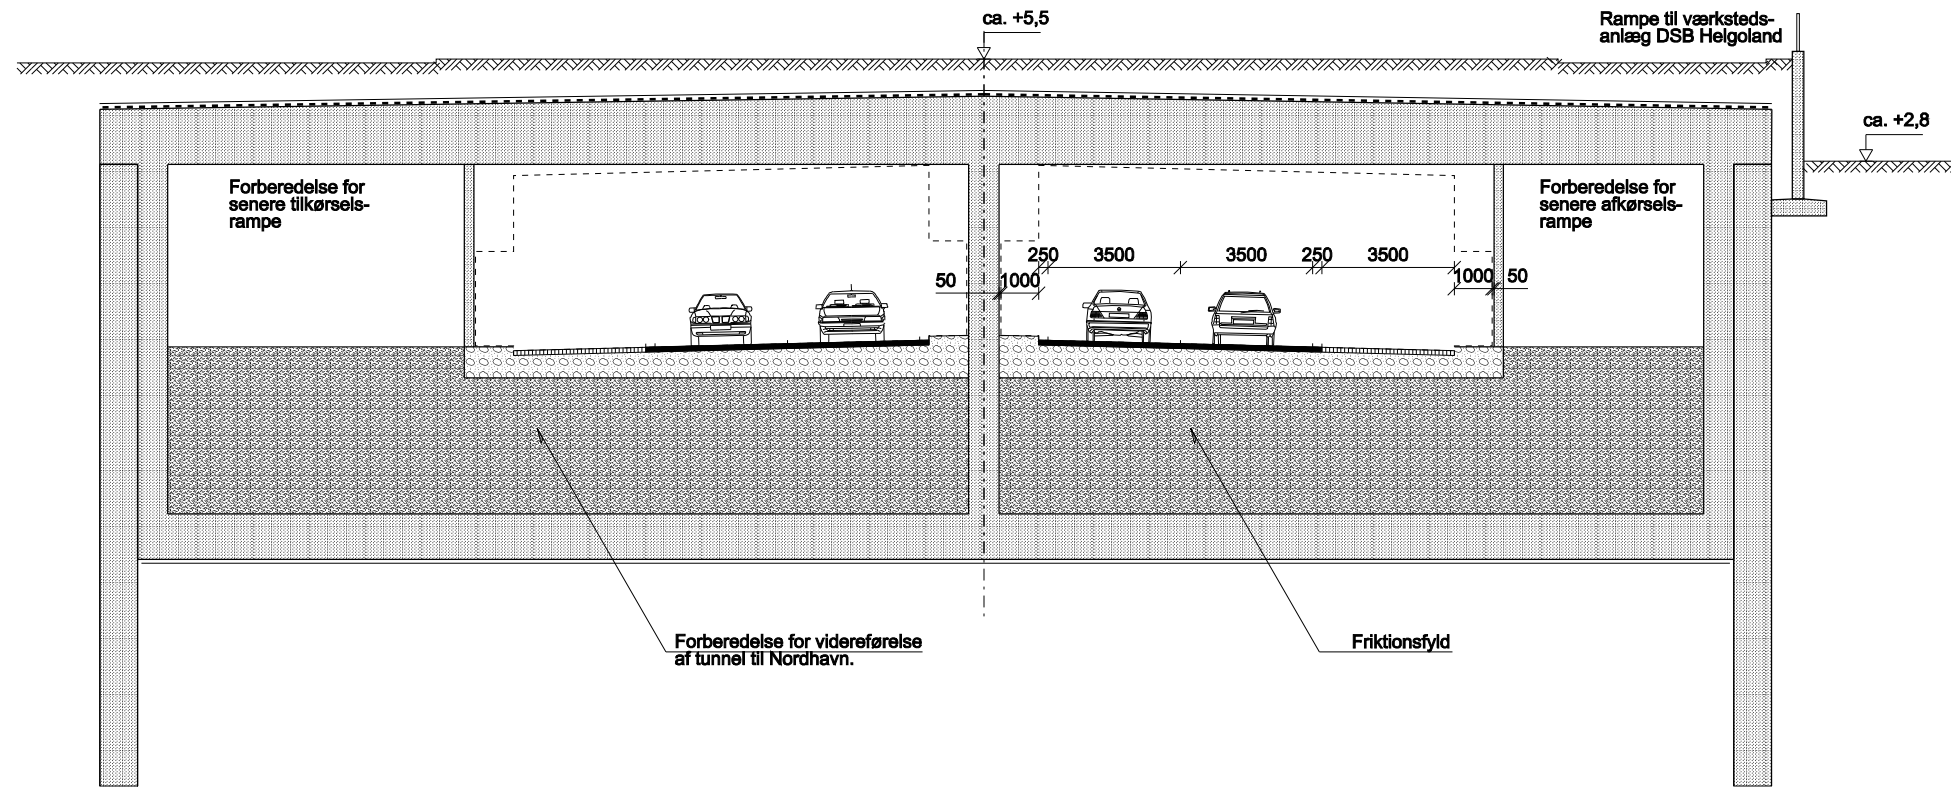 ca. +5,5
Rampe til værksteds-
anlæg DSB Helgoland
ca. +2,8
Forberedelse for
senere tilkørsels-
rampe
Forberedelse for
senere afkørsels-
rampe
250 3500 3500 250 3500
50 1000 1000 50
Forberedelse for videreførelse
af tunnel til Nordhavn.
Friktionsfyld